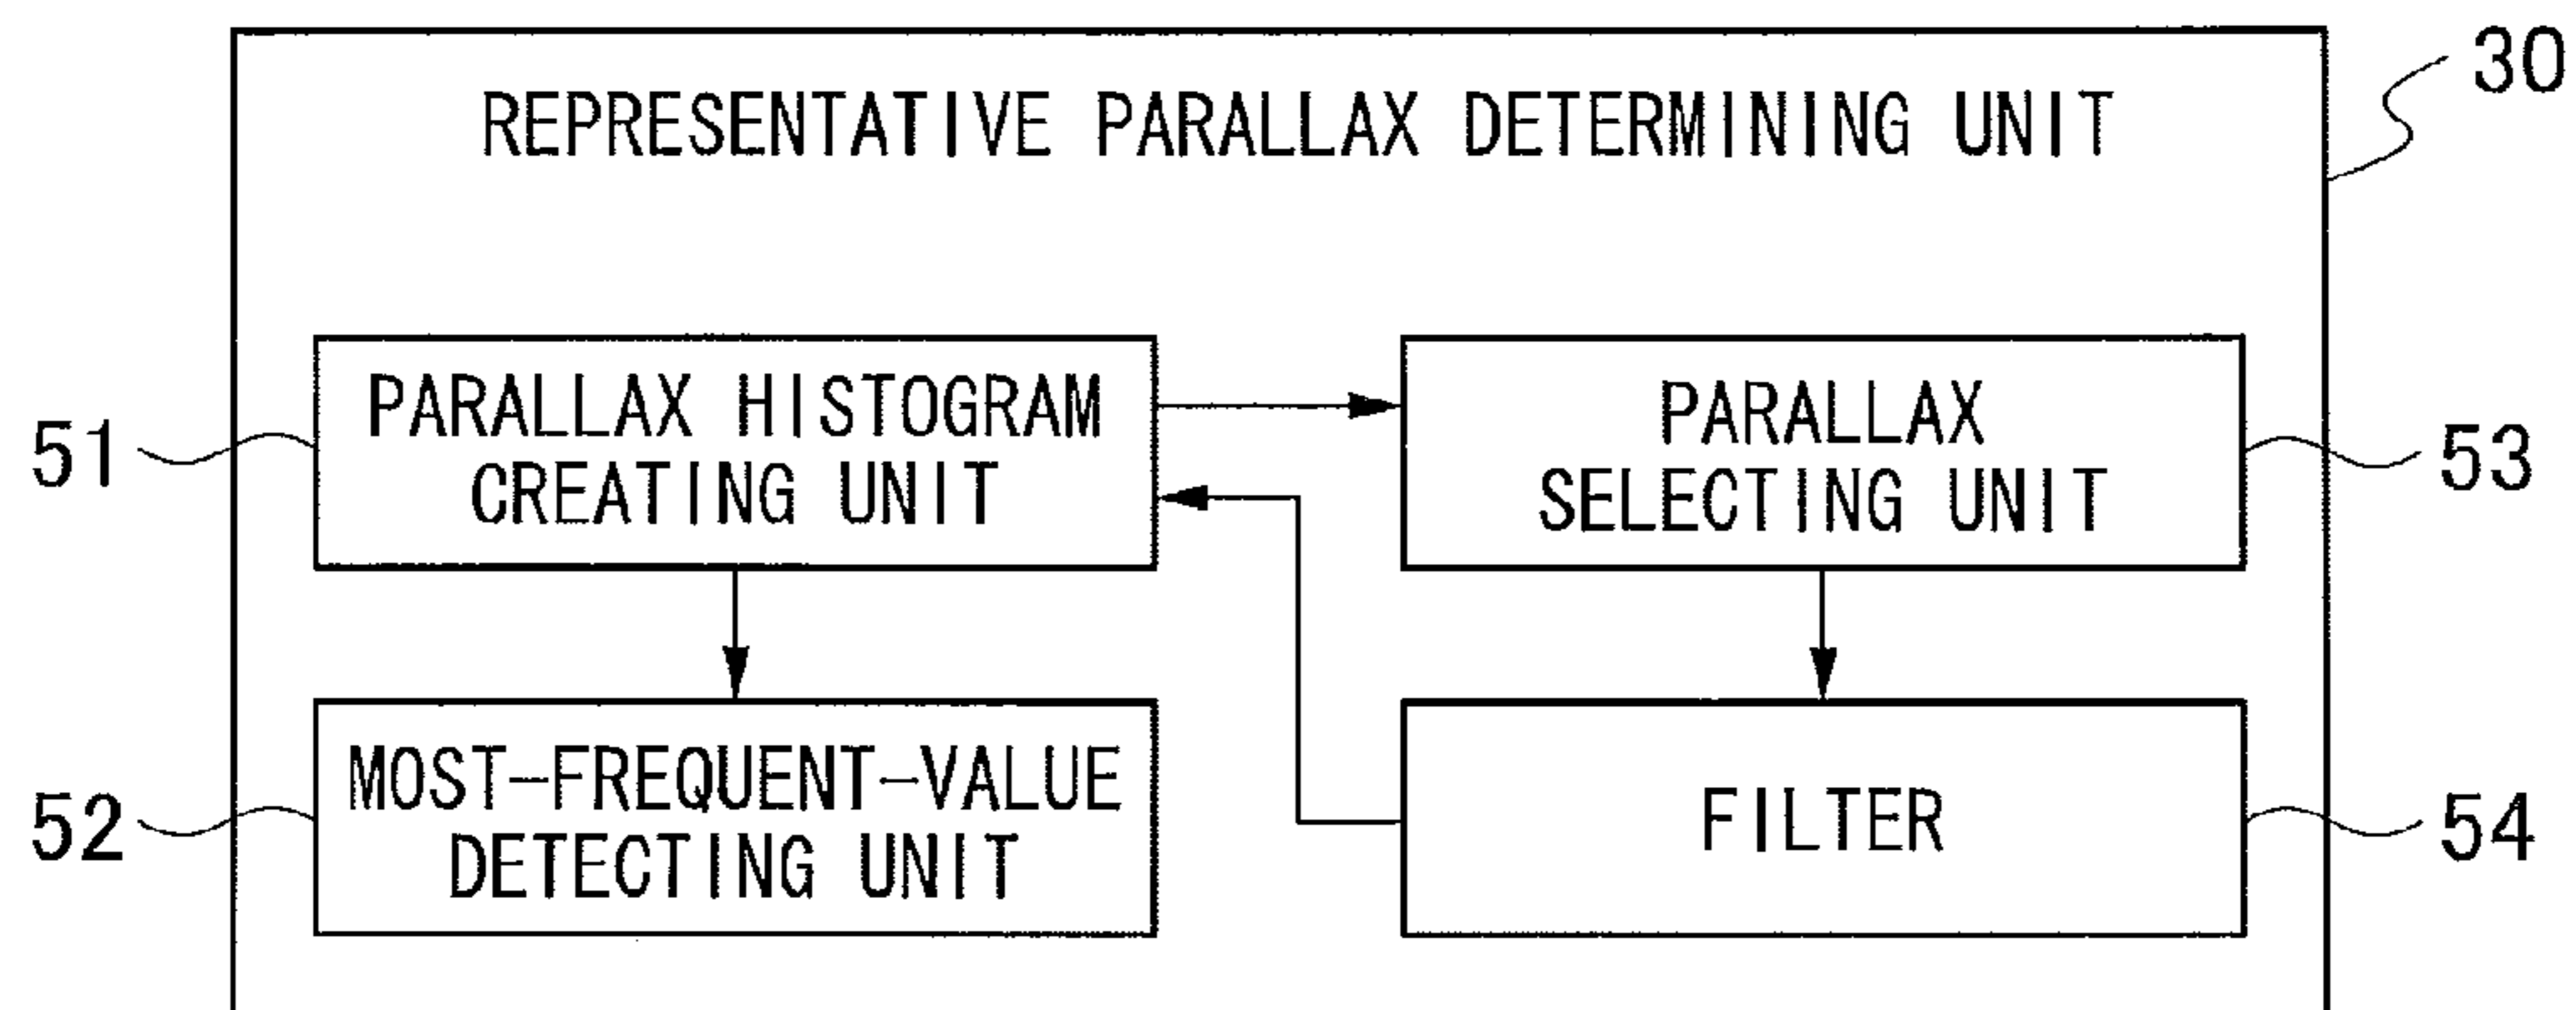 REPRESENTATIVE PARALLAX DETERMINING UNIT
30
51
PARALLAX HISTOGRAM
CREATING UNIT
PARALLAX
SELECTING UNIT
53
52
MOST-FREQUENT-VALUE
DETECTING UNIT
FILTER
54